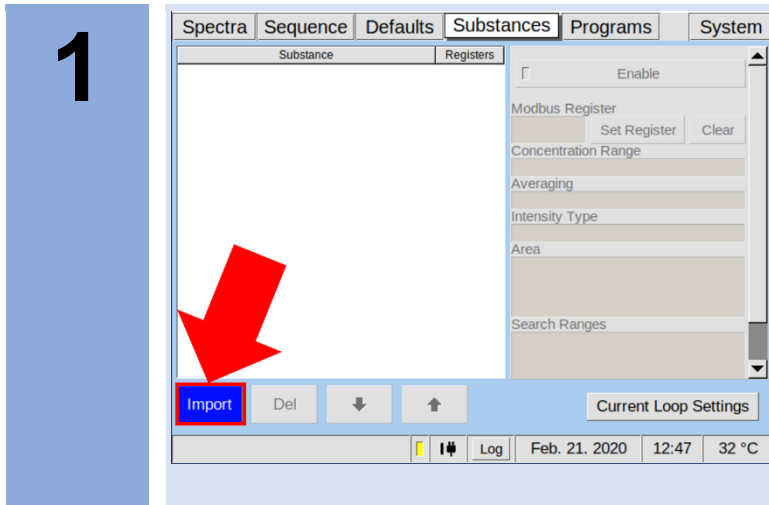 1
Spectra Sequence Defaults Substances Programs System
Substance Registers
Enable
Modbus Register
Set Register Clear
Concentration Range
Averaging
Intensity Type
Area
Search Ranges
Import Del Current Loop Settings
Log Feb. 21. 2020 12:47 32 °C